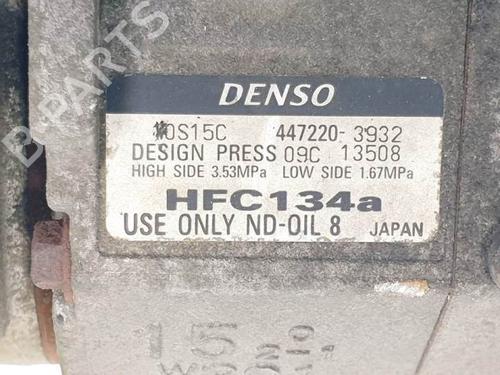 B-PARTS
DENSO
10S15C 447220-3932
DESIGN PRESS 09C 13508
HIGH SIDE 3.53MPa LOW SIDE 1.67MPa
HFC134a
USE ONLY ND-OIL 8 JAPAN
15